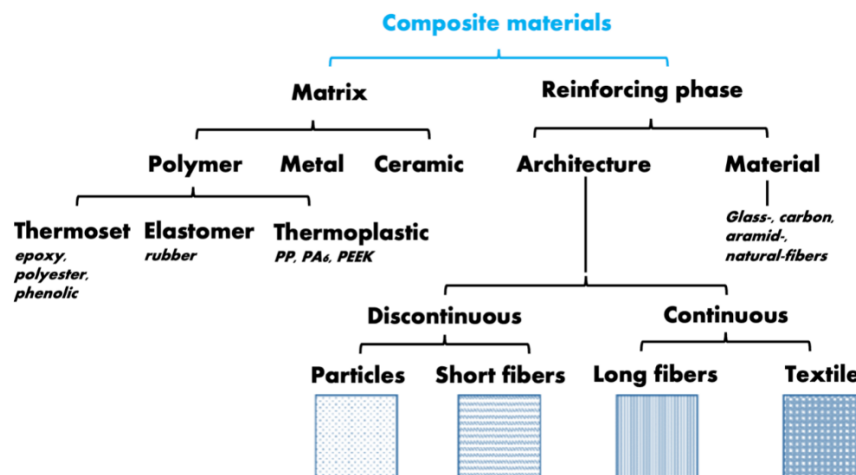 Composite materials
Matrix
Reinforcing phase
Polymer
Metal
Ceramic
Architecture
Material
Glass-, carbon,
aramid-,
natural-fibers
Thermoset
epoxy,
polyester,
phenolic
Elastomer
rubber
Thermoplastic
PP, PA₆, PEEK
Discontinuous
Continuous
Particles
Short fibers
Long fibers
Textile